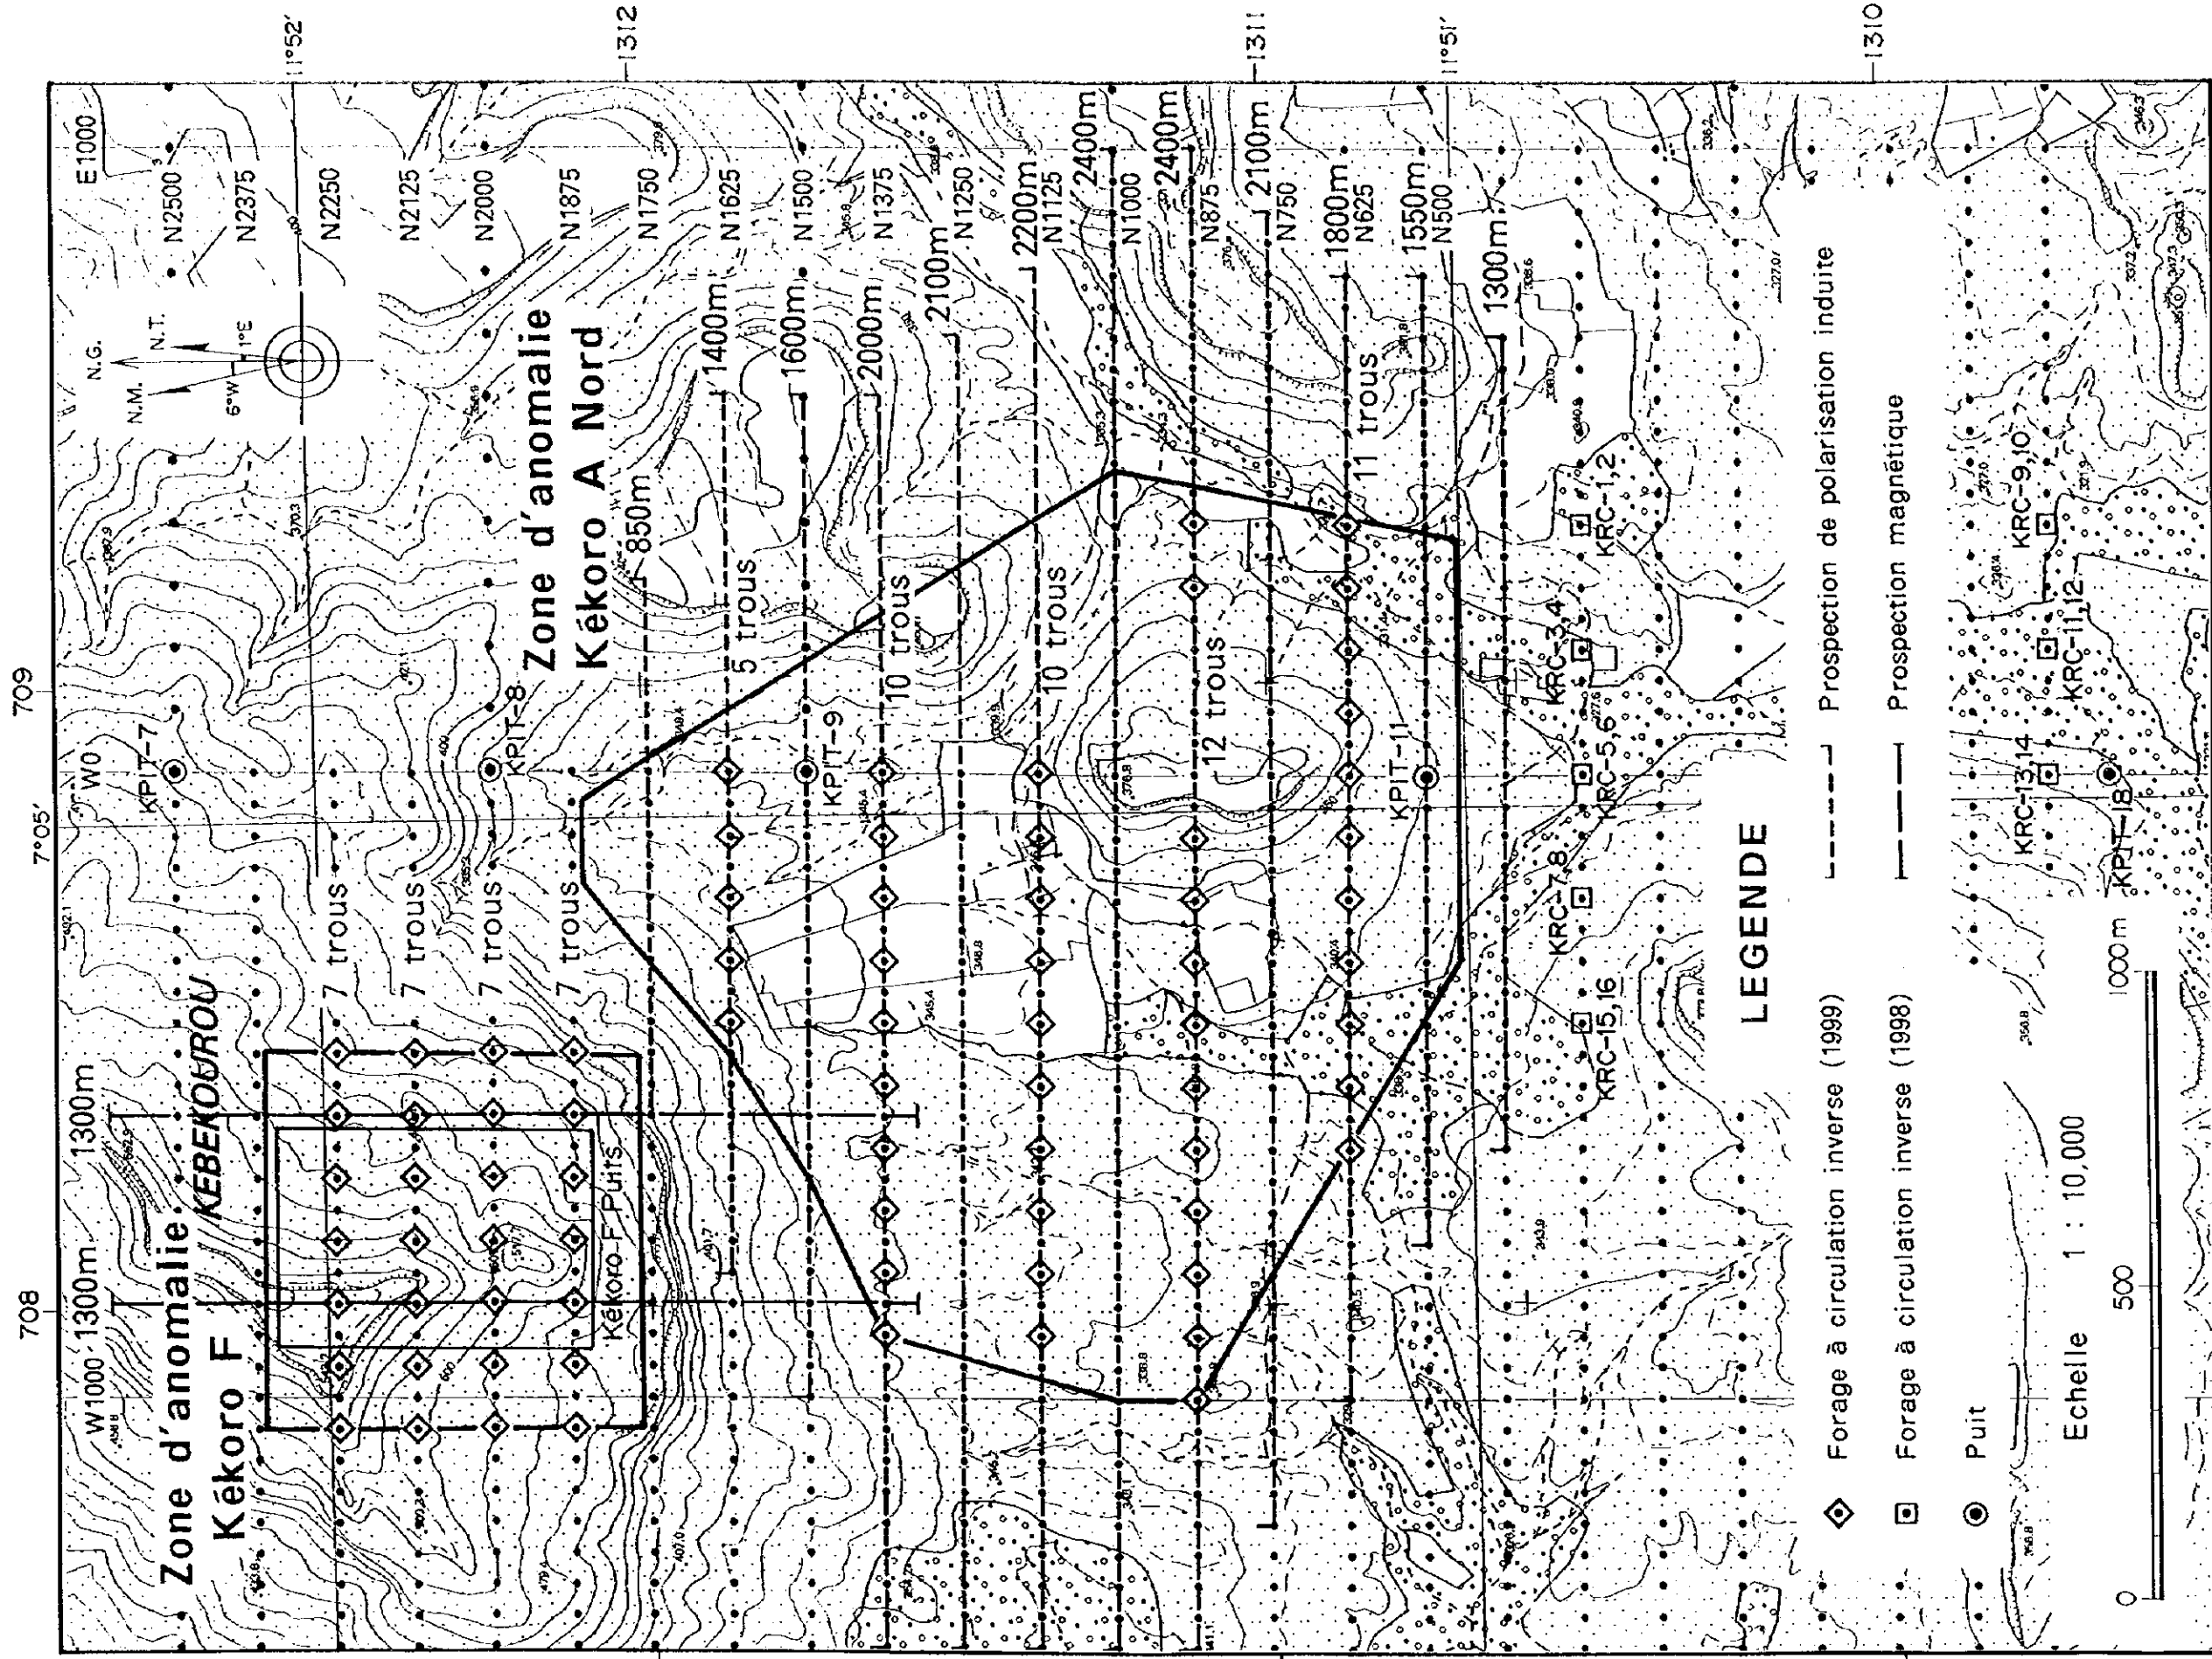 708
709
7°05'
W1000
1300m
1300m
W0
E1000
Zone d'anomalie
Kékoro F
KEBEKOUROU
Kékoro-F Puits
KPIT-7
KPIT-8
N.M.
N.G.
N.T.
6°W
1°E
7 trous
7 trous
7 trous
7 trous
Zone d'anomalie
Kékoro A Nord
N2500
N2375
N2250
N2125
N2000
N1875
N1750
N1625
N1500
N1375
N1250
N1125
N1000
N875
N750
N625
N500
11°52'
1312
1311
11°51'
1310
850m
1400m
1600m
2000m
2100m
2200m
2400m
2400m
2100m
1800m
1550m
1300m
5 trous
10 trous
10 trous
12 trous
11 trous
KPIT-9
KPIT-11
KRC-1,2
KRC-3,4
KRC-5,6
KRC-7,8
KRC-15,16
KRC-9,10
KRC-11,12
KRC-13,14
KPIT-18
LEGENDE
Forage à circulation inverse (1999)
Forage à circulation inverse (1998)
Puit
Prospection de polarisation induite
Prospection magnétique
Echelle 1 : 10,000
0 500 1000 m